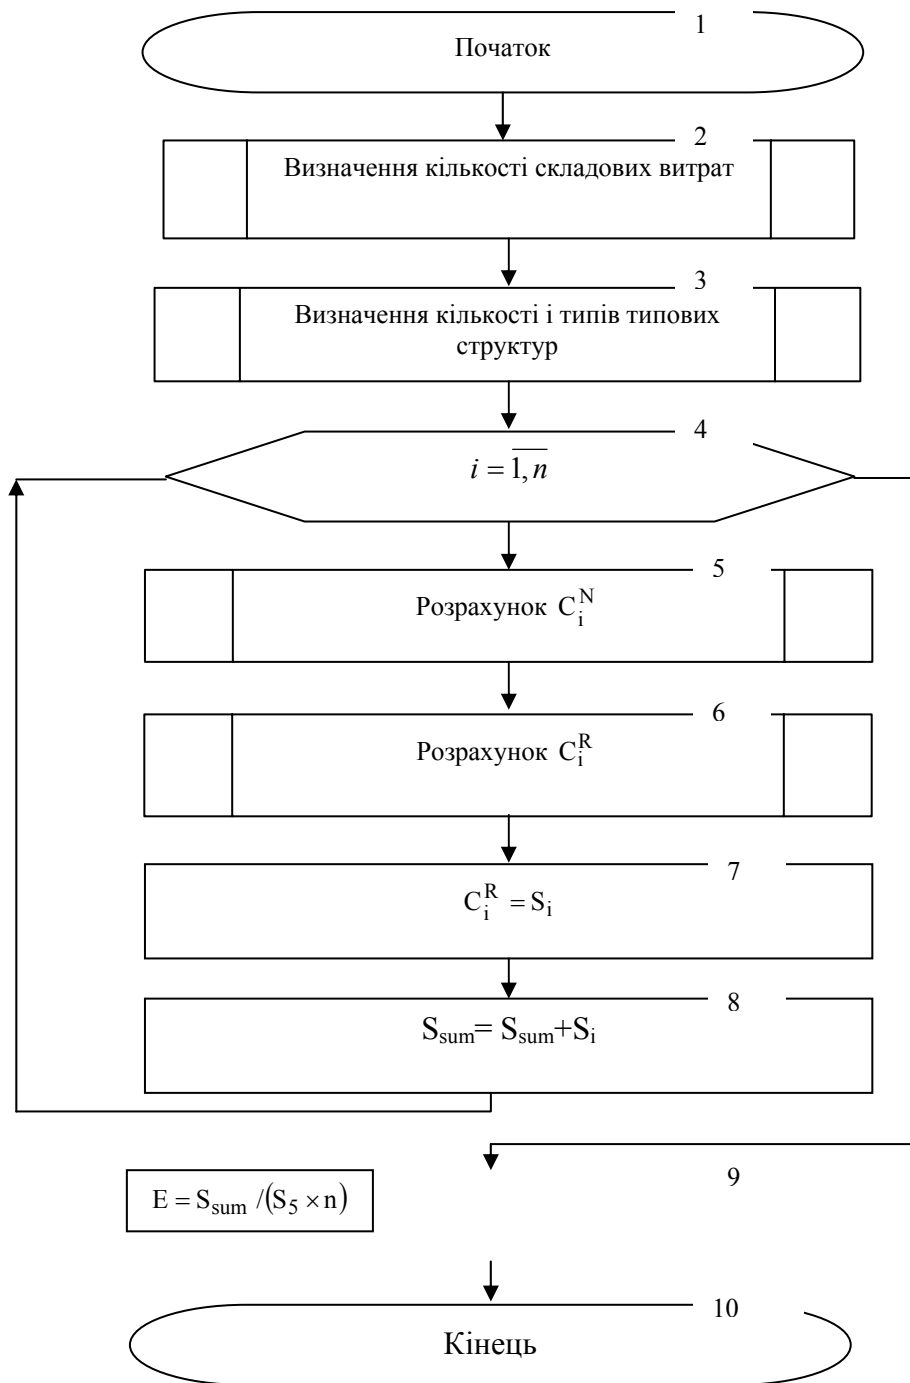 1
Початок
2
Визначення кількості складових витрат
3
Визначення кількості і типів типових
структур
4
i = \overline{1, n}
5
Розрахунок C_i^N
6
Розрахунок C_i^R
7
C_i^R = S_i
8
S_sum= S_sum+S_i
9
E = S_sum /(S_5 × n)
10
Кінець